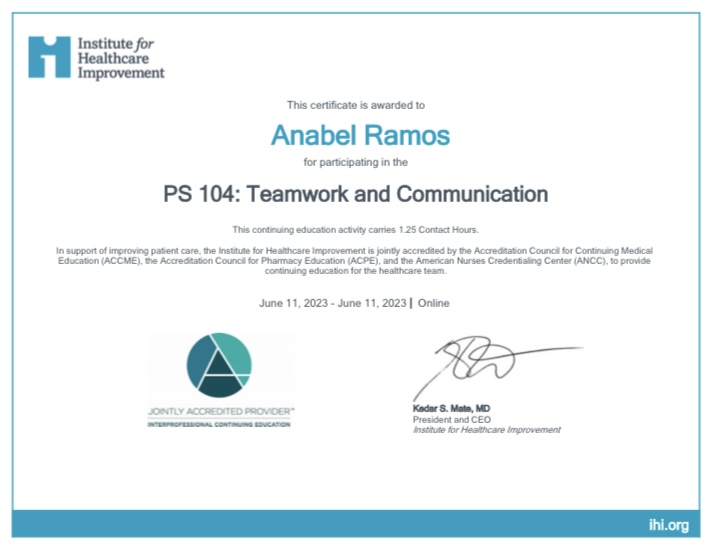 Institute for
Healthcare
Improvement
This certificate is awarded to
Anabel Ramos
for participating in the
PS 104: Teamwork and Communication
This continuing education activity carries 1.25 Contact Hours.
In support of improving patient care, the Institute for Healthcare Improvement is jointly accredited by the Accreditation Council for Continuing Medical
Education (ACCME), the Accreditation Council for Pharmacy Education (ACPE), and the American Nurses Credentialing Center (ANCC), to provide
continuing education for the healthcare team.
June 11, 2023 - June 11, 2023 | Online
JOINTLY ACCREDITED PROVIDER™
INTERPROFESSIONAL CONTINUING EDUCATION
Kedar S. Mate, MD
President and CEO
Institute for Healthcare Improvement
ihi.org